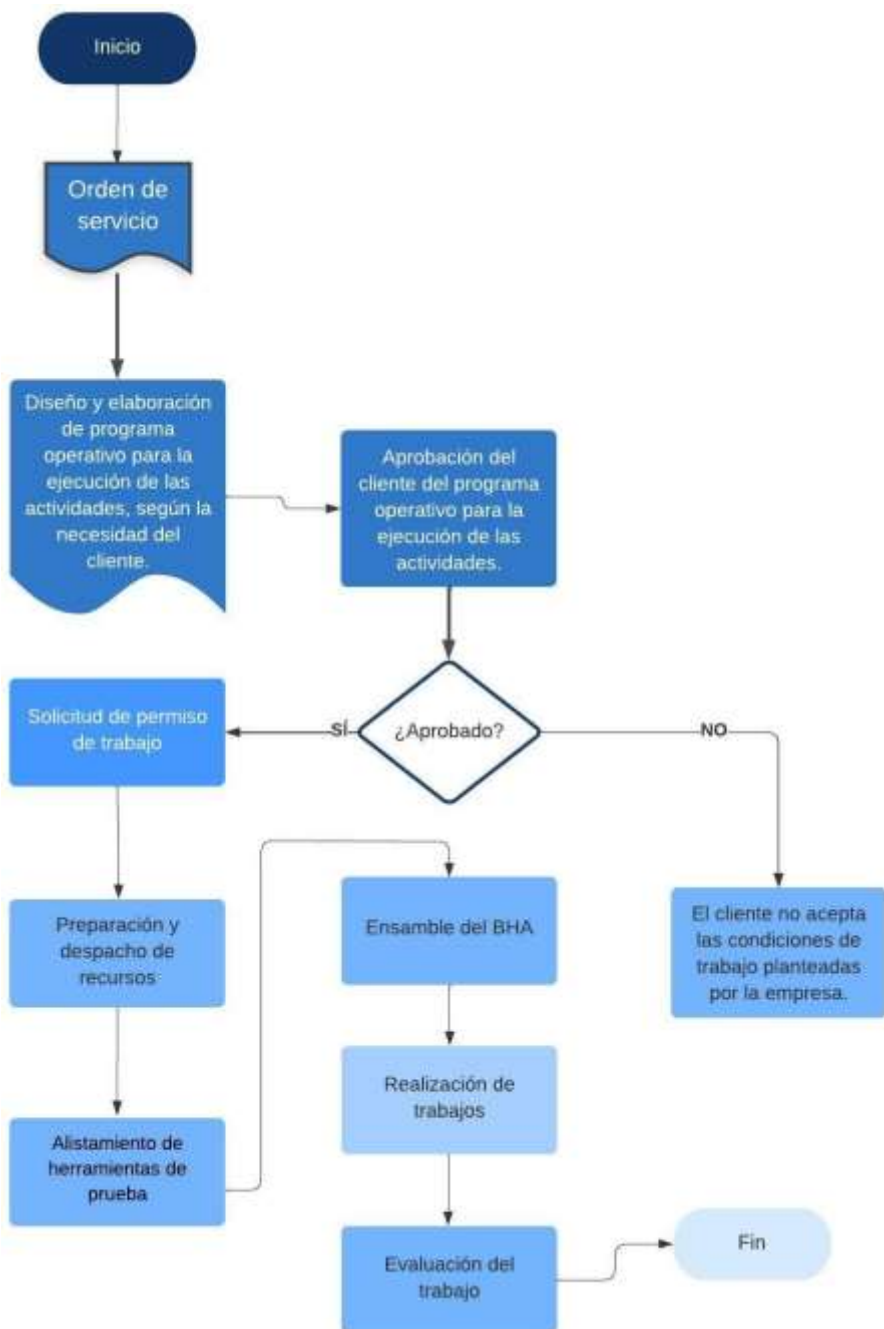 Inicio
Orden de
servicio
Diseño y elaboración
de programa
operativo para la
ejecución de las
actividades, según la
necesidad del
cliente.
Aprobación del
cliente del programa
operativo para la
ejecución de las
actividades.
¿Aprobado?
SÍ
NO
Solicitud de permiso
de trabajo
Preparación y
despacho de
recursos
Alistamiento de
herramientas de
prueba
Ensamble del BHA
Realización de
trabajos
Evaluación del
trabajo
El cliente no acepta
las condiciones de
trabajo planteadas
por la empresa.
Fin